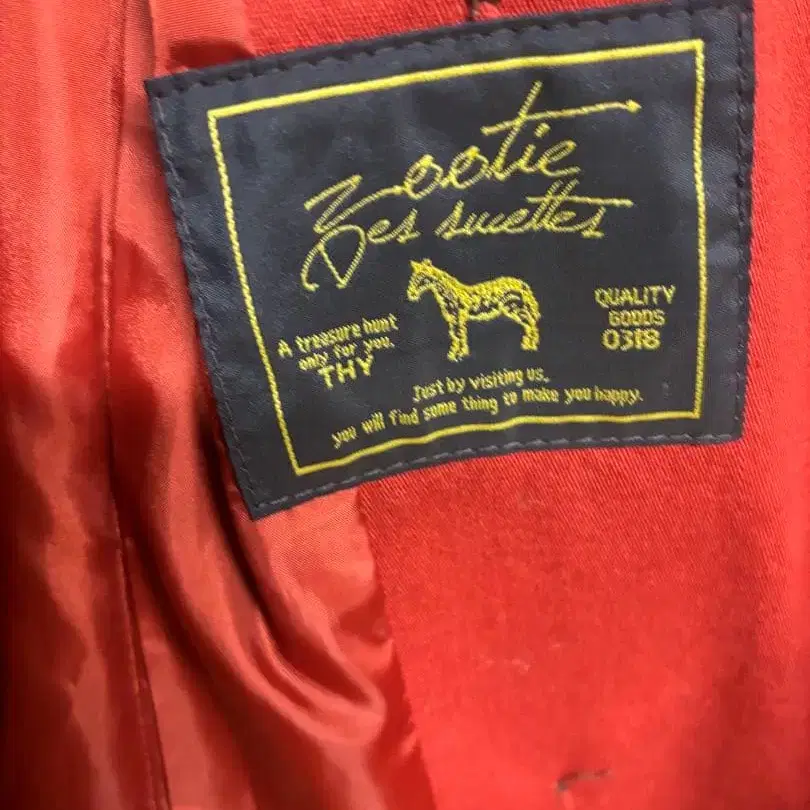 Zootie
Des sucettes
A treasure hunt
only for you.
THY
QUALITY
GOODS
0318
Just by visiting us.
you will find some thing to make you happy.